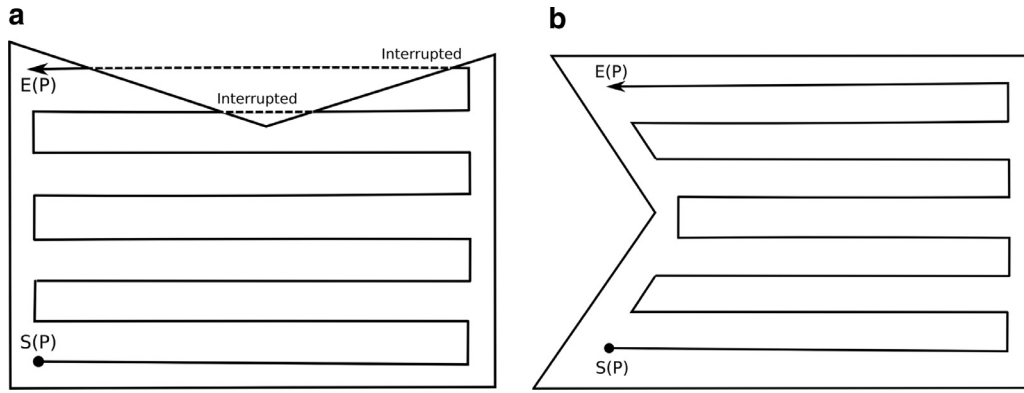 a
Interrupted
E(P)
Interrupted
S(P)
b
E(P)
S(P)